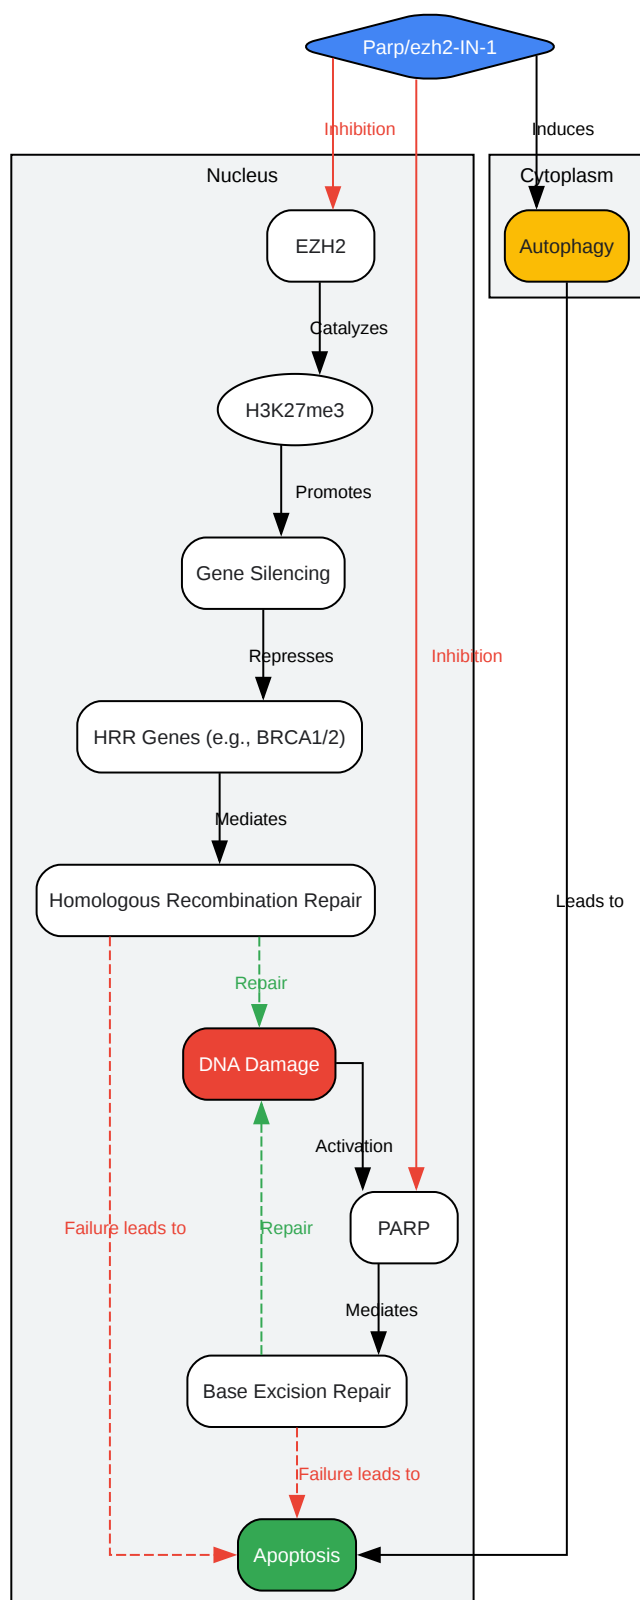 Parp/ezh2-IN-1
Inhibition
Induces
Nucleus
Cytoplasm
EZH2
Autophagy
Catalyzes
H3K27me3
Promotes
Gene Silencing
Represses
Inhibition
HRR Genes (e.g., BRCA1/2)
Mediates
Homologous Recombination Repair
Leads to
Repair
DNA Damage
Activation
Failure leads to
Repair
PARP
Mediates
Base Excision Repair
Failure leads to
Apoptosis